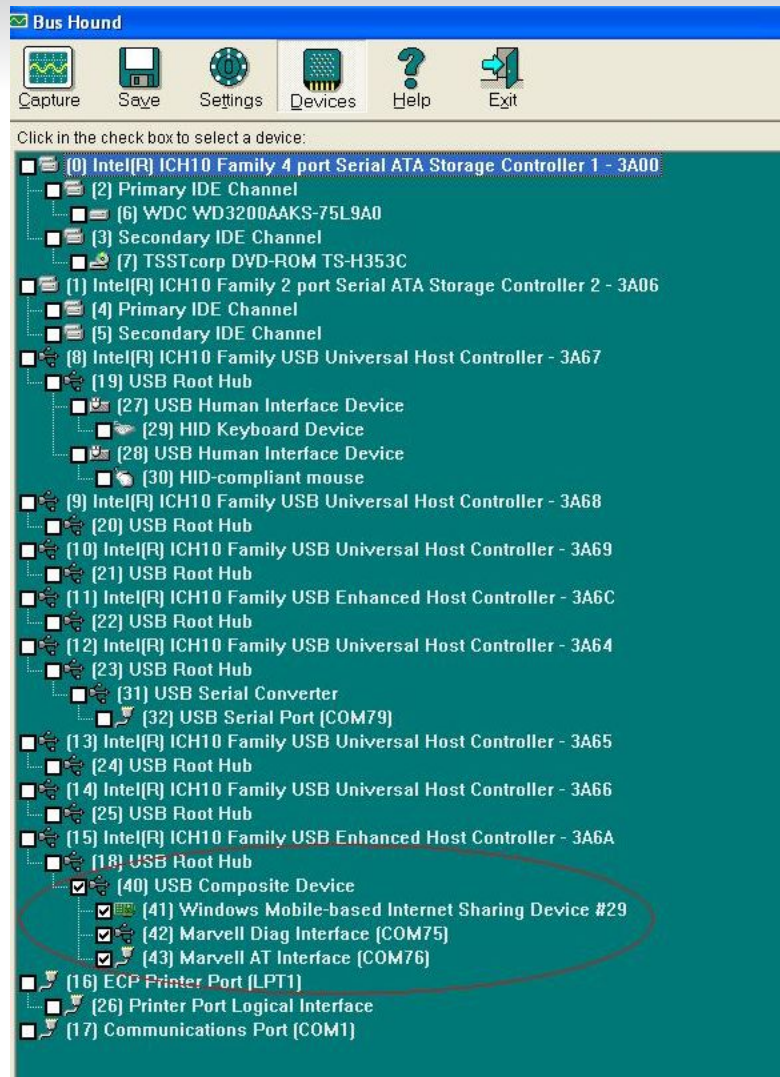 Bus Hound
Capture Save Settings Devices Help Exit
Click in the check box to select a device:
(0) Intel(R) ICH10 Family 4 port Serial ATA Storage Controller 1 - 3A00
(2) Primary IDE Channel
(6) WDC WD3200AAKS-75L9A0
(3) Secondary IDE Channel
(7) TSSTcorp DVD-ROM TS-H353C
(1) Intel(R) ICH10 Family 2 port Serial ATA Storage Controller 2 - 3A06
(4) Primary IDE Channel
(5) Secondary IDE Channel
(8) Intel(R) ICH10 Family USB Universal Host Controller - 3A67
(19) USB Root Hub
(27) USB Human Interface Device
(29) HID Keyboard Device
(28) USB Human Interface Device
(30) HID-compliant mouse
(9) Intel(R) ICH10 Family USB Universal Host Controller - 3A68
(20) USB Root Hub
(10) Intel(R) ICH10 Family USB Universal Host Controller - 3A69
(21) USB Root Hub
(11) Intel(R) ICH10 Family USB Enhanced Host Controller - 3A6C
(22) USB Root Hub
(12) Intel(R) ICH10 Family USB Universal Host Controller - 3A64
(23) USB Root Hub
(31) USB Serial Converter
(32) USB Serial Port (COM79)
(13) Intel(R) ICH10 Family USB Universal Host Controller - 3A65
(24) USB Root Hub
(14) Intel(R) ICH10 Family USB Universal Host Controller - 3A66
(25) USB Root Hub
(15) Intel(R) ICH10 Family USB Enhanced Host Controller - 3A6A
(18) USB Root Hub
(40) USB Composite Device
(41) Windows Mobile-based Internet Sharing Device #29
(42) Marvell Diag Interface (COM75)
(43) Marvell AT Interface (COM76)
(16) ECP Printer Port (LPT1)
(26) Printer Port Logical Interface
(17) Communications Port (COM1)